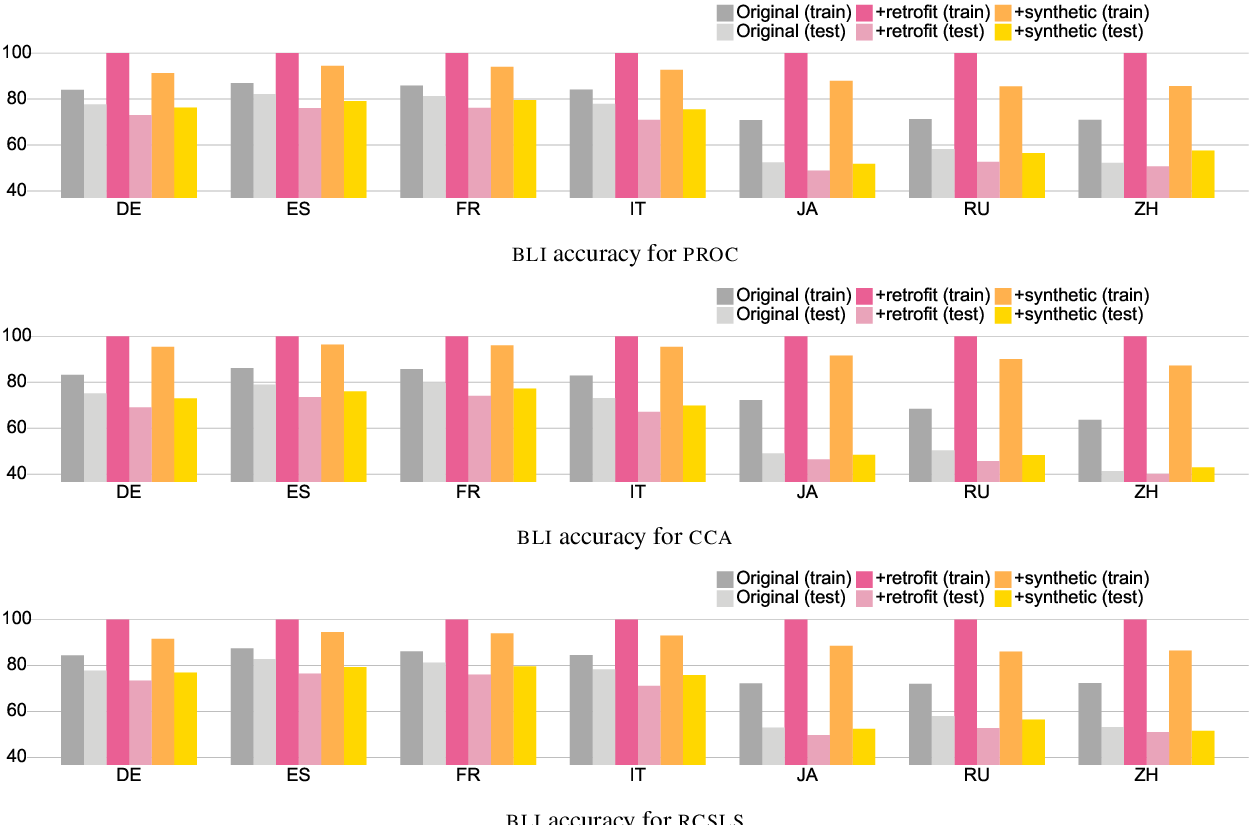 Original (train) +retrofit (train) +synthetic (train)
Original (test) +retrofit (test) +synthetic (test)
100
80
60
40
DE ES FR IT JA RU ZH
BLI accuracy for PROC
Original (train) +retrofit (train) +synthetic (train)
Original (test) +retrofit (test) +synthetic (test)
100
80
60
40
DE ES FR IT JA RU ZH
BLI accuracy for CCA
Original (train) +retrofit (train) +synthetic (train)
Original (test) +retrofit (test) +synthetic (test)
100
80
60
40
DE ES FR IT JA RU ZH
BLI accuracy for RCSLS